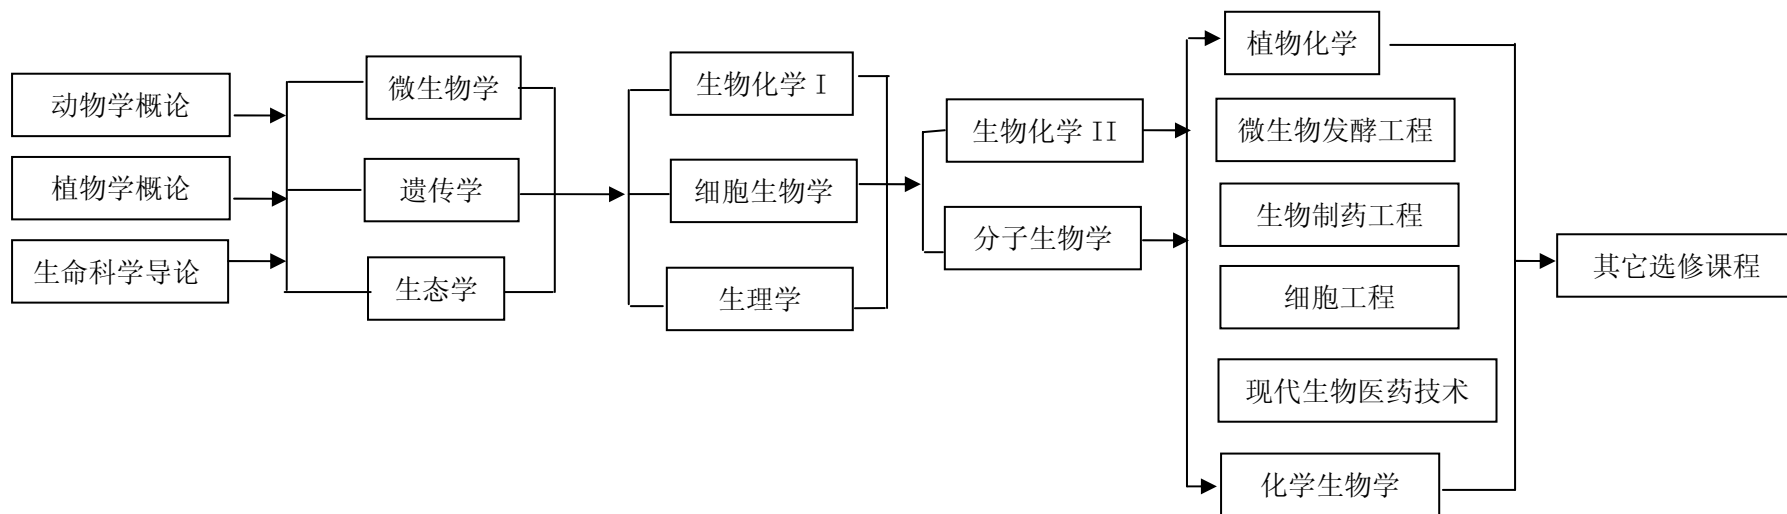 动物学概论
植物学概论
生命科学导论
微生物学
遗传学
生态学
生物化学 I
细胞生物学
生理学
生物化学 II
分子生物学
植物化学
微生物发酵工程
生物制药工程
细胞工程
现代生物医药技术
化学生物学
其它选修课程